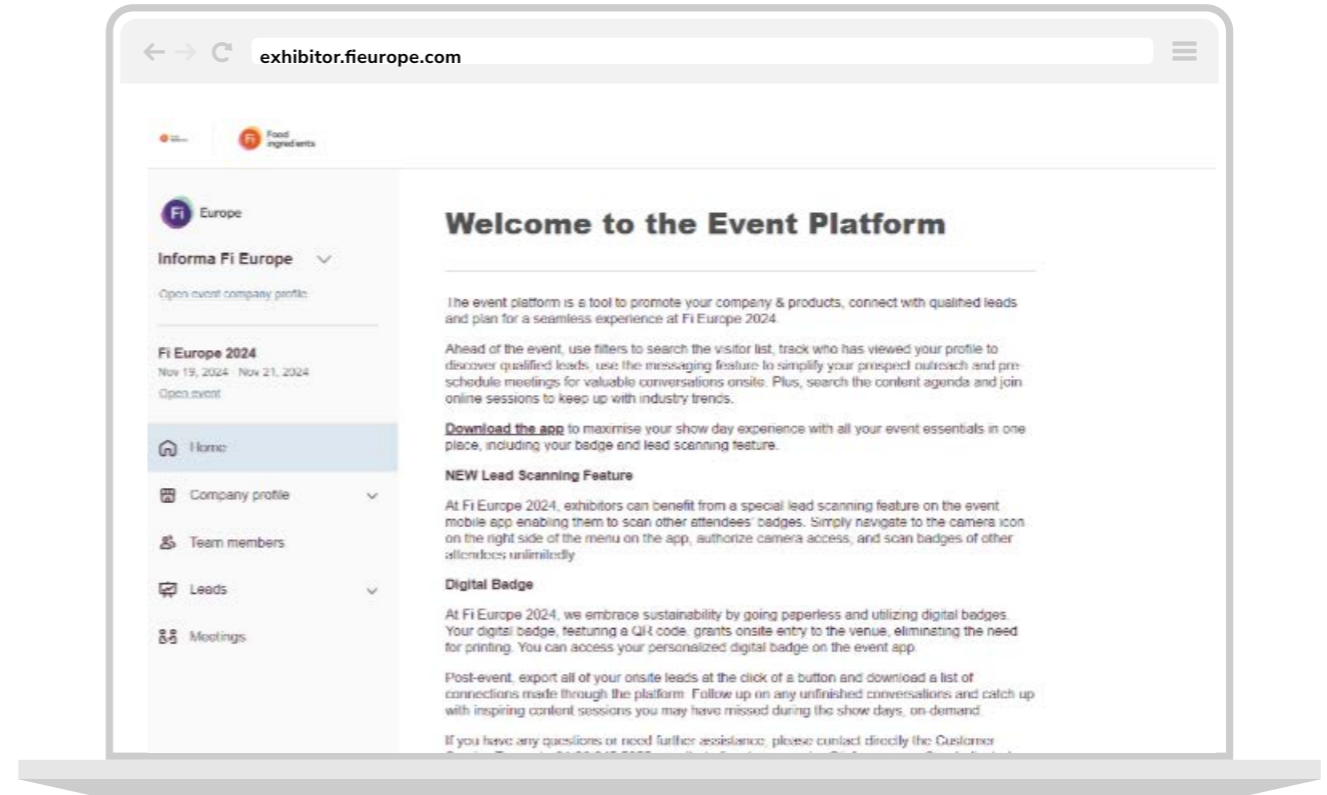 exhibitor.fieurope.com
Fi Food
ingredients
Fi Europe
Informa Fi Europe
Open event company profile
Fi Europe 2024
Nov 19, 2024 - Nov 21, 2024
Open event
Home
Company profile
Team members
Leads
Meetings
Welcome to the Event Platform
The event platform is a tool to promote your company & products, connect with qualified leads
and plan for a seamless experience at Fi Europe 2024.
Ahead of the event, use filters to search the visitor list, track who has viewed your profile to
discover qualified leads, use the messaging feature to simplify your prospect outreach and pre-
schedule meetings for valuable conversations onsite. Plus, search the content agenda and join
online sessions to keep up with industry trends.
Download the app to maximise your show day experience with all your event essentials in one
place, including your badge and lead scanning feature.
NEW Lead Scanning Feature
At Fi Europe 2024, exhibitors can benefit from a special lead scanning feature on the event
mobile app enabling them to scan other attendees' badges. Simply navigate to the camera icon
on the right side of the menu on the app, authorize camera access, and scan badges of other
attendees unlimitedly.
Digital Badge
At Fi Europe 2024, we embrace sustainability by going paperless and utilizing digital badges.
Your digital badge, featuring a QR code, grants onsite entry to the venue, eliminating the need
for printing. You can access your personalized digital badge on the event app.
Post-event, export all of your onsite leads at the click of a button and download a list of
connections made through the platform. Follow up on any unfinished conversations and catch up
with inspiring content sessions you may have missed during the show days, on-demand.
If you have any questions or need further assistance, please contact directly the Customer